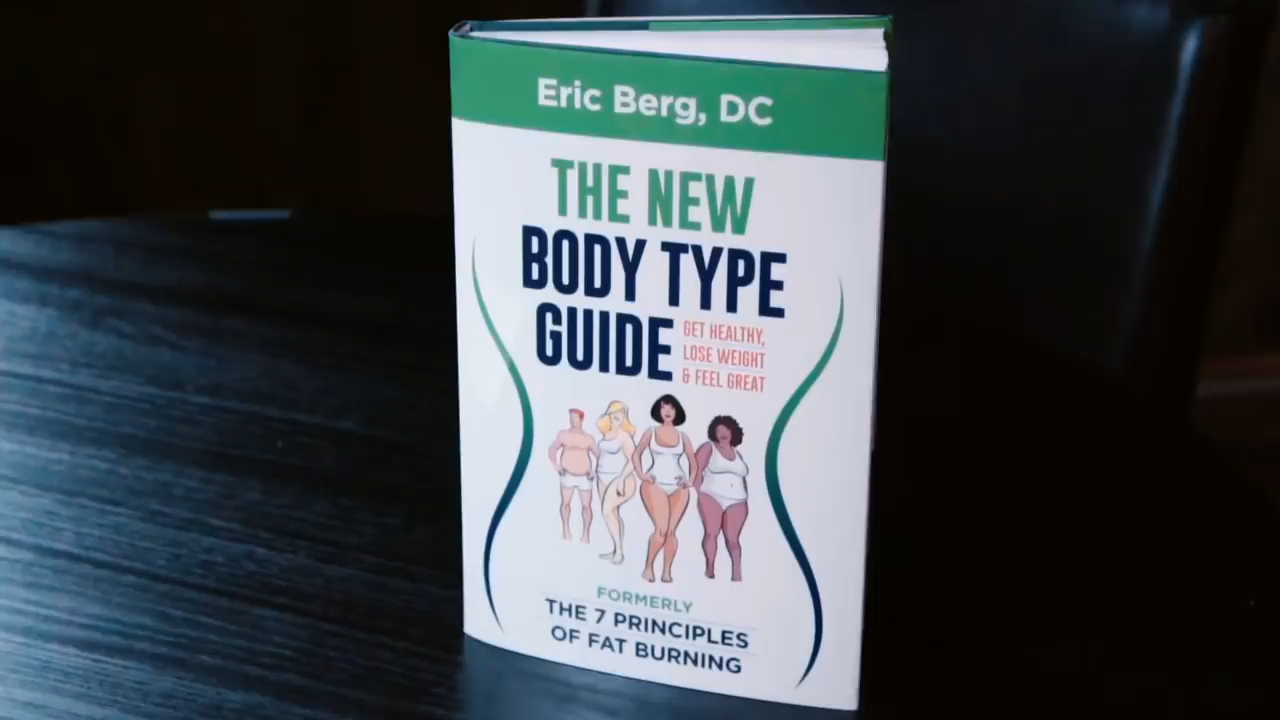 Eric Berg, DC
THE NEW
BODY TYPE
GUIDE
GET HEALTHY,
LOSE WEIGHT
& FEEL GREAT
FORMERLY
THE 7 PRINCIPLES
OF FAT BURNING